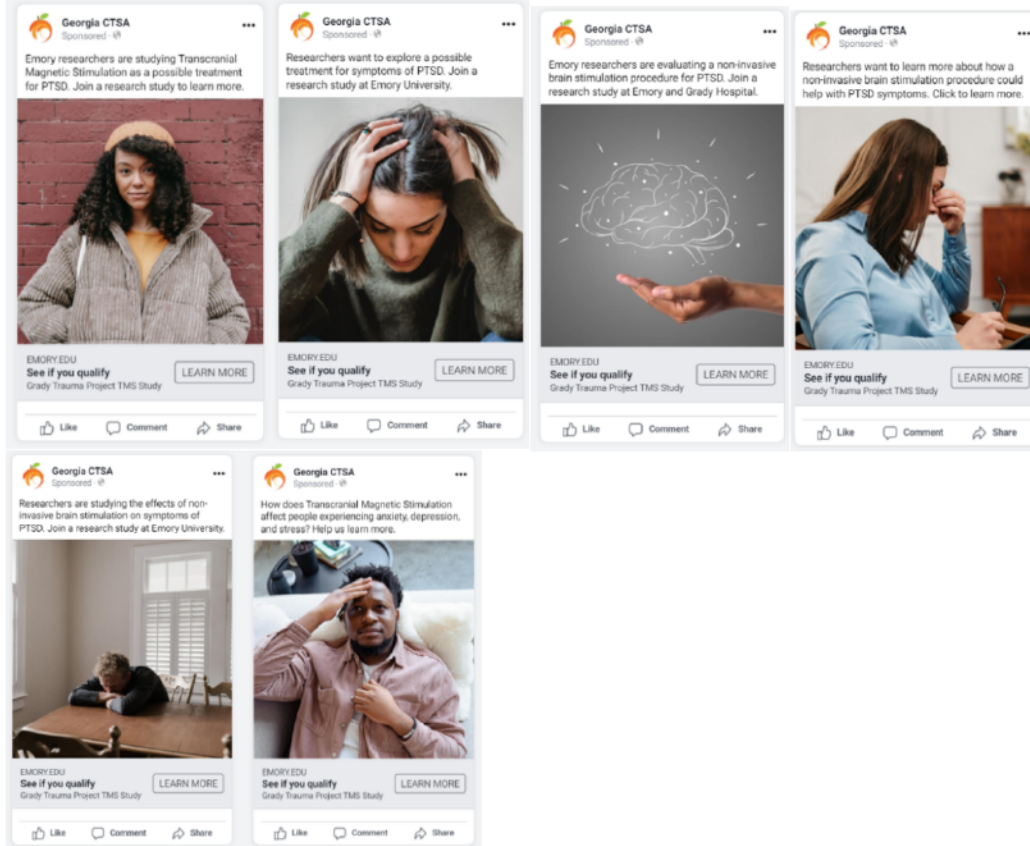 Georgia CTSA
Sponsored ·
Emory researchers are studying Transcranial
Magnetic Stimulation as a possible treatment
for PTSD. Join a research study to learn more.
EMORY.EDU
See if you qualify
Grady Trauma Project TMS Study
LEARN MORE
Like
Comment
Share
Georgia CTSA
Sponsored ·
Researchers want to explore a possible
treatment for symptoms of PTSD. Join a
research study at Emory University.
EMORY.EDU
See if you qualify
Grady Trauma Project TMS Study
LEARN MORE
Like
Comment
Share
Georgia CTSA
Sponsored ·
Emory researchers are evaluating a non-invasive
brain stimulation procedure for PTSD. Join a
research study at Emory and Grady Hospital.
EMORY.EDU
See if you qualify
Grady Trauma Project TMS Study
LEARN MORE
Like
Comment
Share
Georgia CTSA
Sponsored ·
Researchers want to learn more about how a
non-invasive brain stimulation procedure could
help with PTSD symptoms. Click to learn more.
EMORY.EDU
See if you qualify
Grady Trauma Project TMS Study
LEARN MORE
Like
Comment
Share
Georgia CTSA
Sponsored ·
Researchers are studying the effects of non-
invasive brain stimulation on symptoms of
PTSD. Join a research study at Emory University.
EMORY.EDU
See if you qualify
Grady Trauma Project TMS Study
LEARN MORE
Like
Comment
Share
Georgia CTSA
Sponsored ·
How does Transcranial Magnetic Stimulation
affect people experiencing anxiety, depression,
and stress? Help us learn more.
EMORY.EDU
See if you qualify
Grady Trauma Project TMS Study
LEARN MORE
Like
Comment
Share